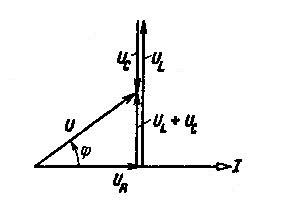 U_C U_L
U
U_L + U_C
φ
U_R I